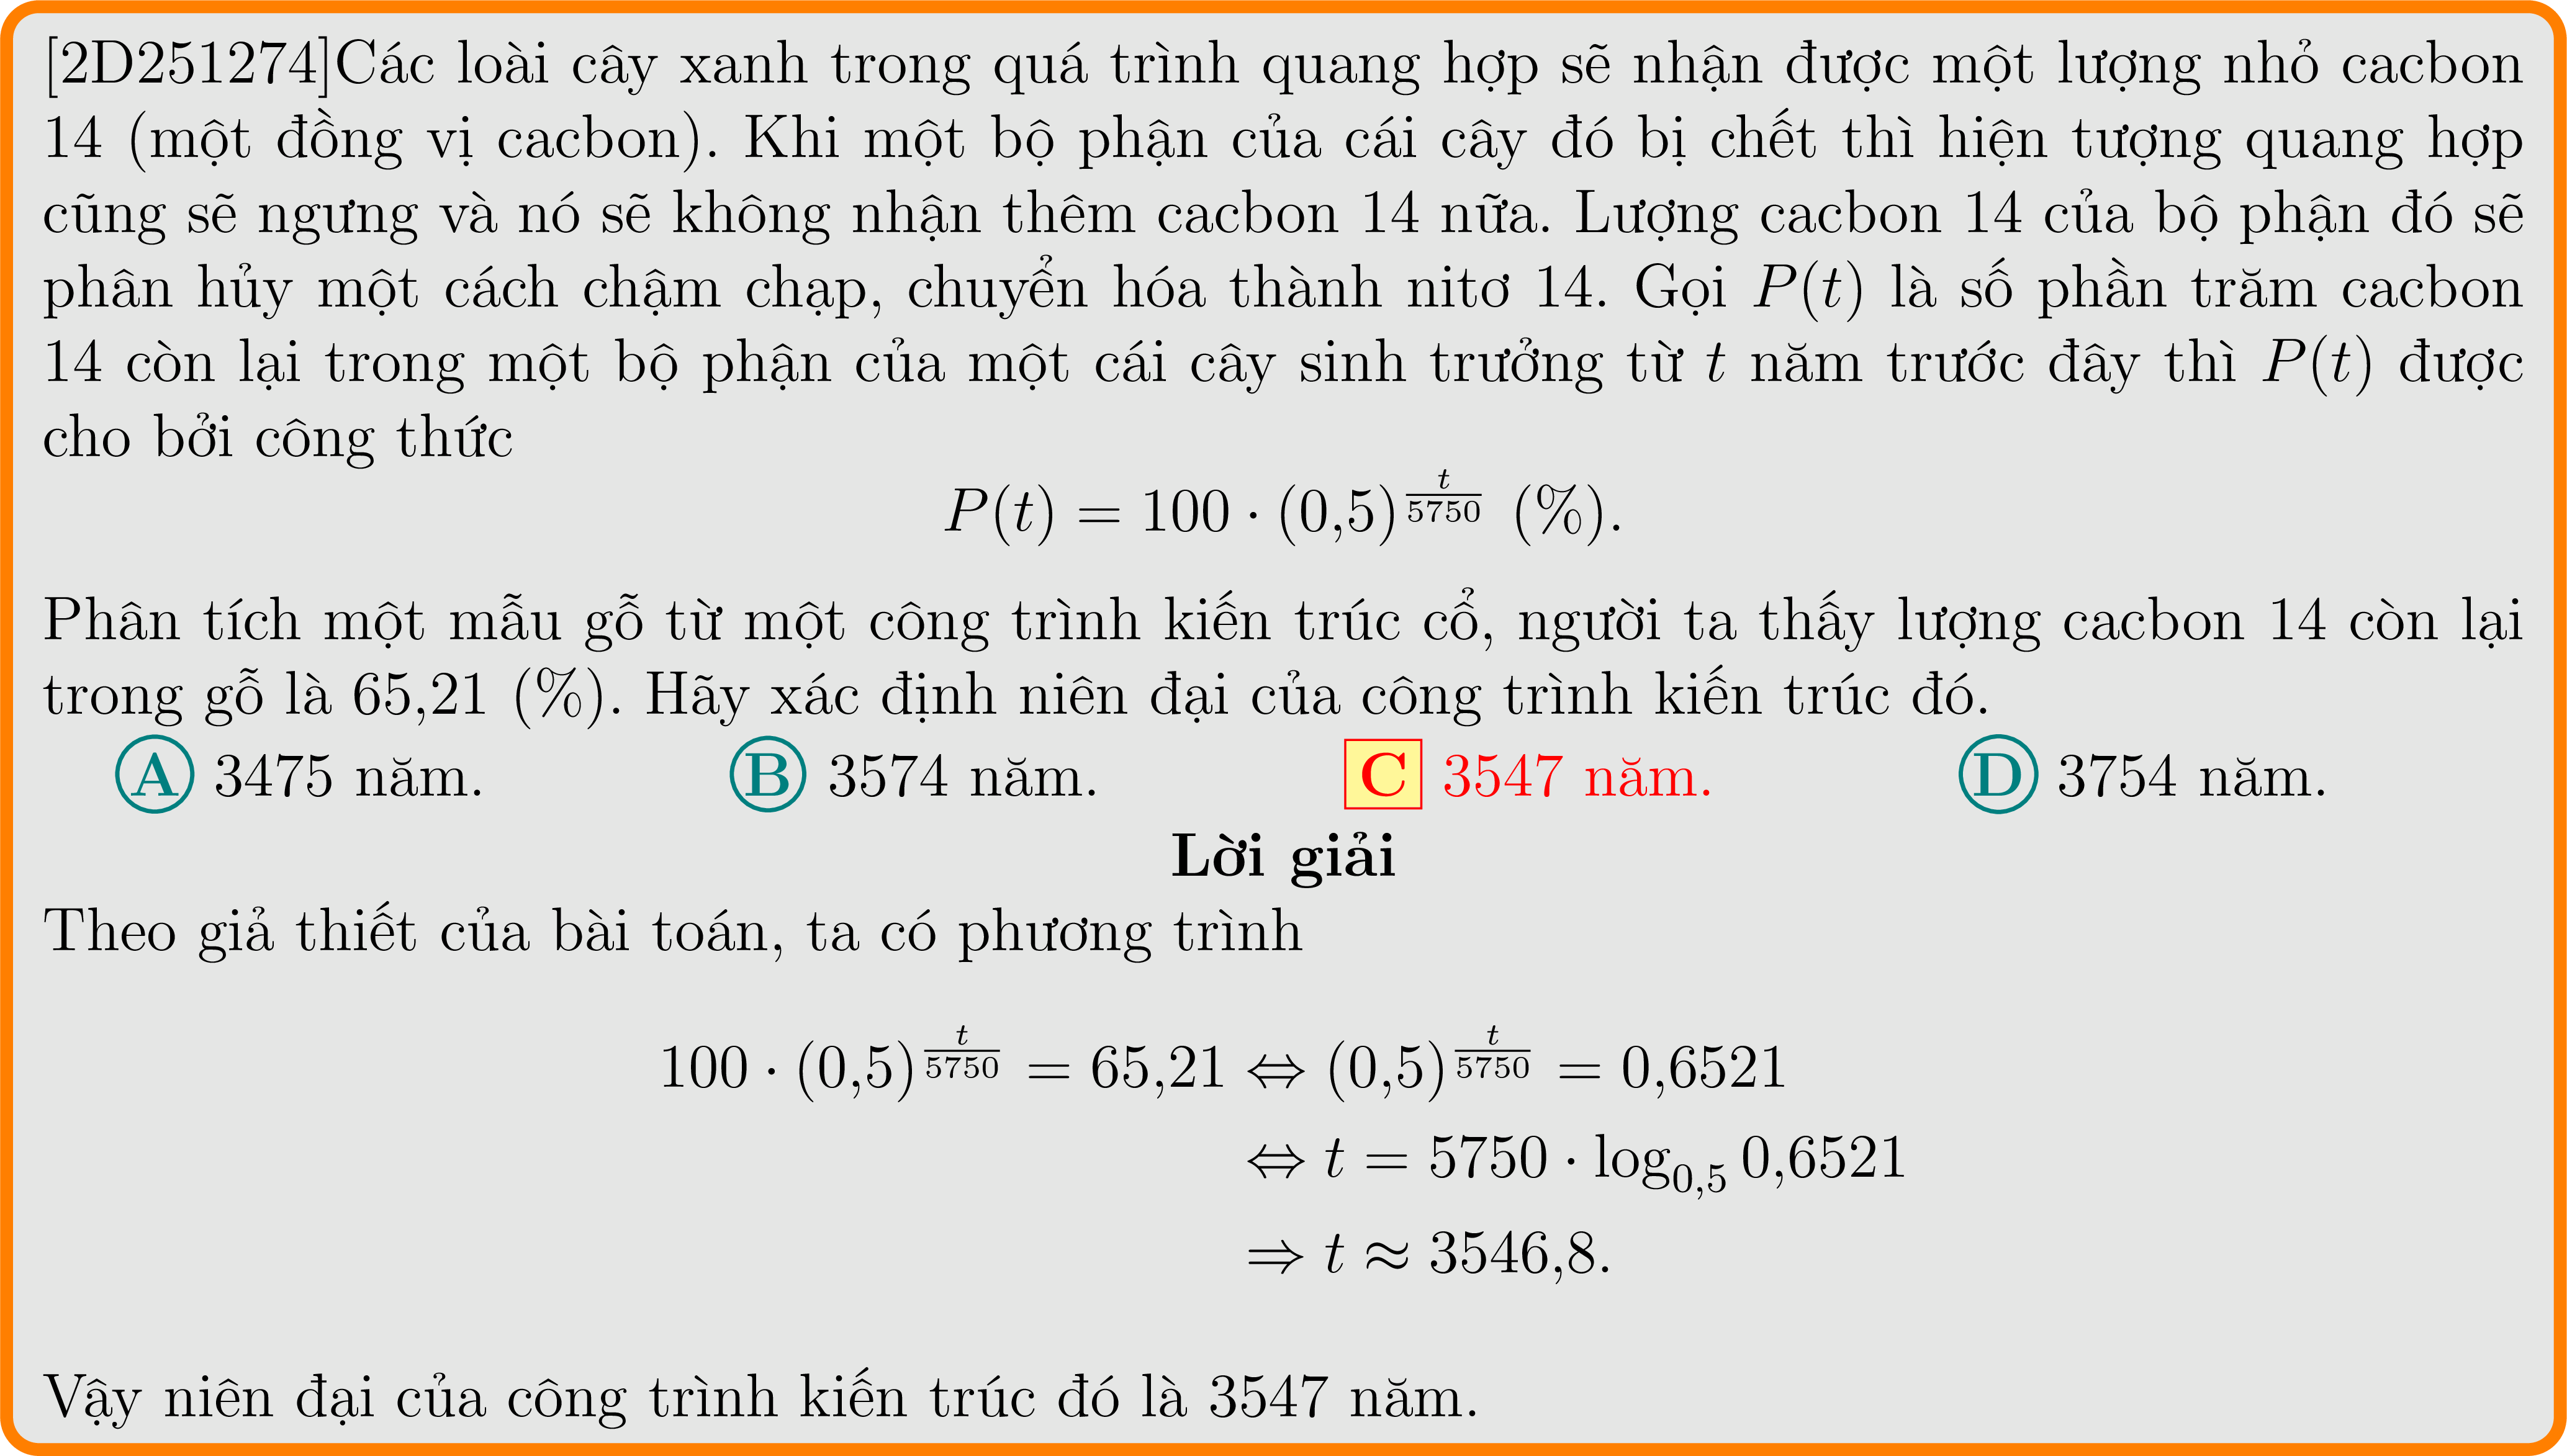 [2D251274]Các loài cây xanh trong quá trình quang hợp sẽ nhận được một lượng nhỏ cacbon
14 (một đồng vị cacbon). Khi một bộ phận của cái cây đó bị chết thì hiện tượng quang hợp
cũng sẽ ngưng và nó sẽ không nhận thêm cacbon 14 nữa. Lượng cacbon 14 của bộ phận đó sẽ
phân hủy một cách chậm chạp, chuyển hóa thành nitơ 14. Gọi P(t) là số phần trăm cacbon
14 còn lại trong một bộ phận của một cái cây sinh trưởng từ t năm trước đây thì P(t) được
cho bởi công thức
P(t) = 100 · (0,5)^{\frac{t}{5750}} (%).
Phân tích một mẫu gỗ từ một công trình kiến trúc cổ, người ta thấy lượng cacbon 14 còn lại
trong gỗ là 65,21 (%). Hãy xác định niên đại của công trình kiến trúc đó.
A 3475 năm. B 3574 năm. C 3547 năm. D 3754 năm.
Lời giải
Theo giả thiết của bài toán, ta có phương trình
100 · (0,5)^{\frac{t}{5750}} = 65,21 ⇔ (0,5)^{\frac{t}{5750}} = 0,6521
⇔ t = 5750 · log_{0,5} 0,6521
⇒ t ≈ 3546,8.
Vậy niên đại của công trình kiến trúc đó là 3547 năm.